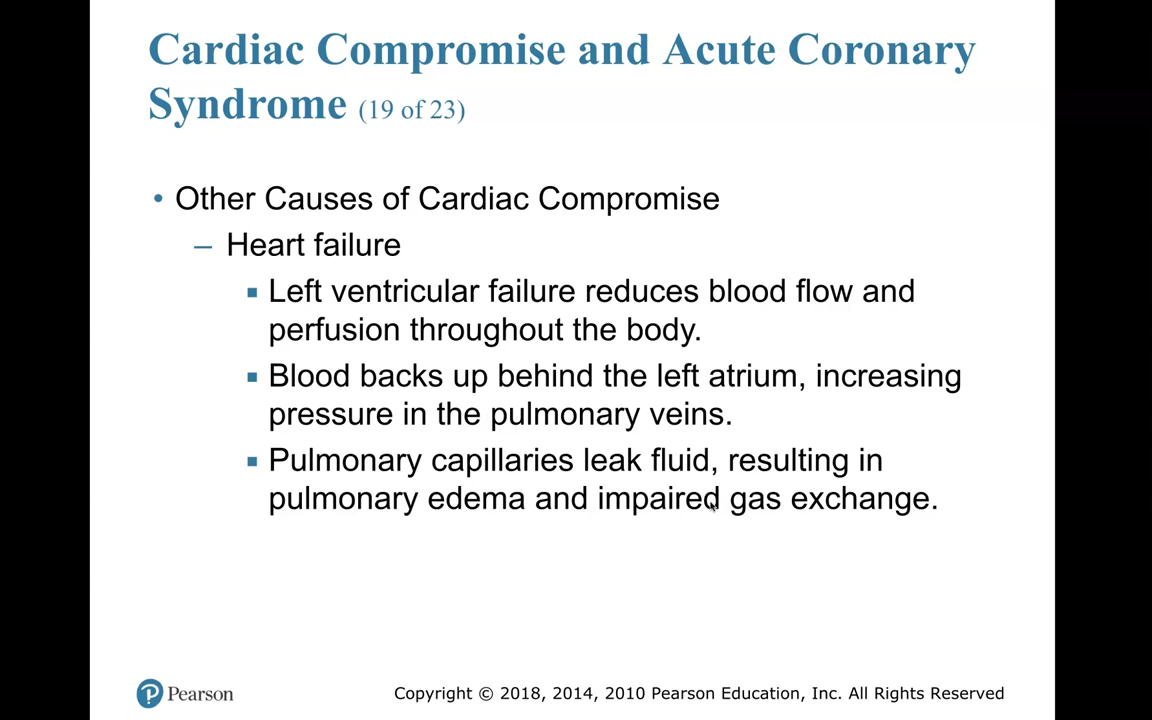 Cardiac Compromise and Acute Coronary
Syndrome (19 of 23)
• Other Causes of Cardiac Compromise
– Heart failure
▪ Left ventricular failure reduces blood flow and
perfusion throughout the body.
▪ Blood backs up behind the left atrium, increasing
pressure in the pulmonary veins.
▪ Pulmonary capillaries leak fluid, resulting in
pulmonary edema and impaired gas exchange.
Pearson
Copyright © 2018, 2014, 2010 Pearson Education, Inc. All Rights Reserved